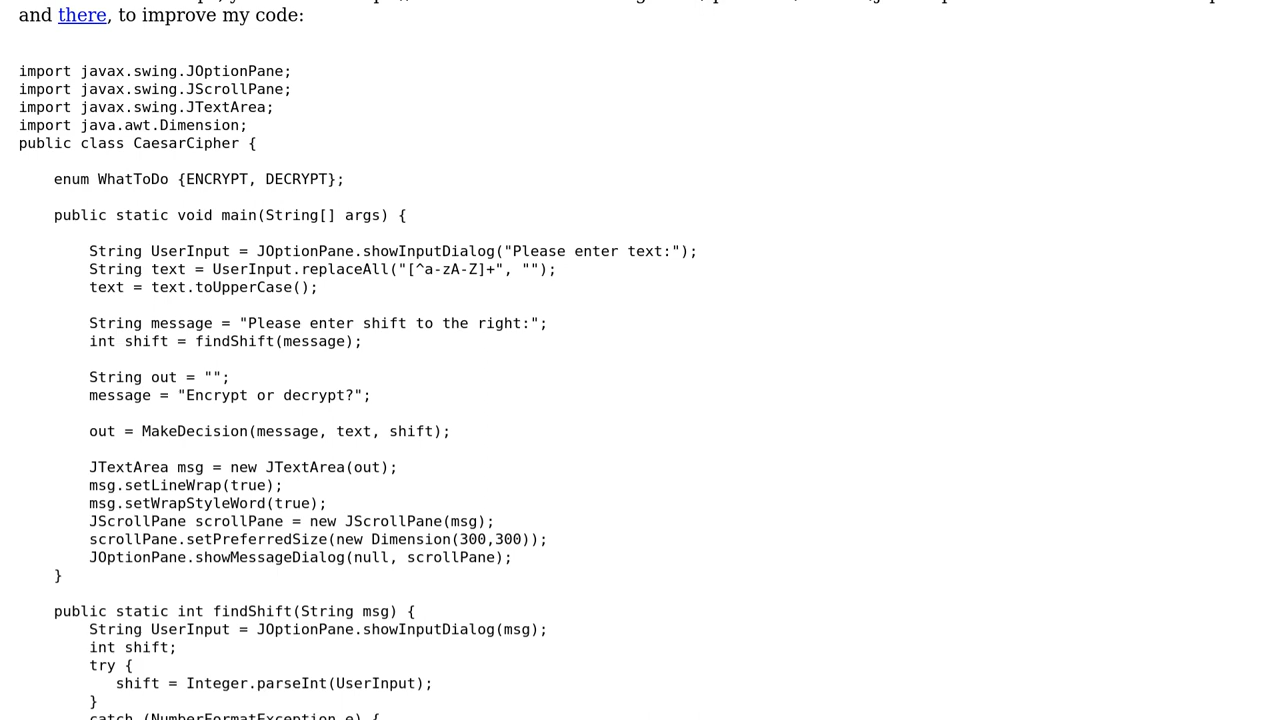 and there, to improve my code:
import javax.swing.JOptionPane;
import javax.swing.JScrollPane;
import javax.swing.JTextArea;
import java.awt.Dimension;
public class CaesarCipher {
    enum WhatToDo {ENCRYPT, DECRYPT};
    public static void main(String[] args) {
        String UserInput = JOptionPane.showInputDialog("Please enter text:");
        String text = UserInput.replaceAll("[^a-zA-Z]+", "");
        text = text.toUpperCase();
        String message = "Please enter shift to the right:";
        int shift = findShift(message);
        String out = "";
        message = "Encrypt or decrypt?";
        out = MakeDecision(message, text, shift);
        JTextArea msg = new JTextArea(out);
        msg.setLineWrap(true);
        msg.setWrapStyleWord(true);
        JScrollPane scrollPane = new JScrollPane(msg);
        scrollPane.setPreferredSize(new Dimension(300,300));
        JOptionPane.showMessageDialog(null, scrollPane);
    }
    public static int findShift(String msg) {
        String UserInput = JOptionPane.showInputDialog(msg);
        int shift;
        try {
           shift = Integer.parseInt(UserInput);
        }
        catch (NumberFormatException e) {